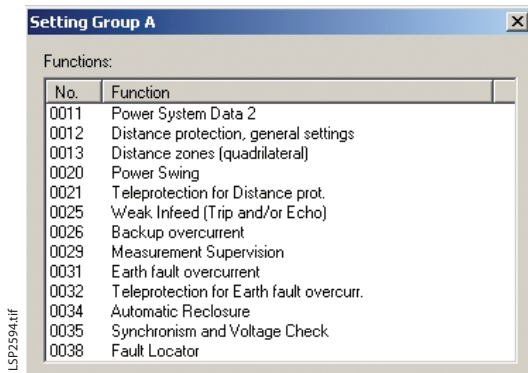 Setting Group A
Functions:
No. Function
0011 Power System Data 2
0012 Distance protection, general settings
0013 Distance zones (quadrilateral)
0020 Power Swing
0021 Teleprotection for Distance prot.
0025 Weak Infeed (Trip and/or Echo)
0026 Backup overcurrent
0029 Measurement Supervision
0031 Earth fault overcurrent
0032 Teleprotection for Earth fault overcurr.
0034 Automatic Reclosure
0035 Synchronism and Voltage Check
0038 Fault Locator
LSP2594.tif